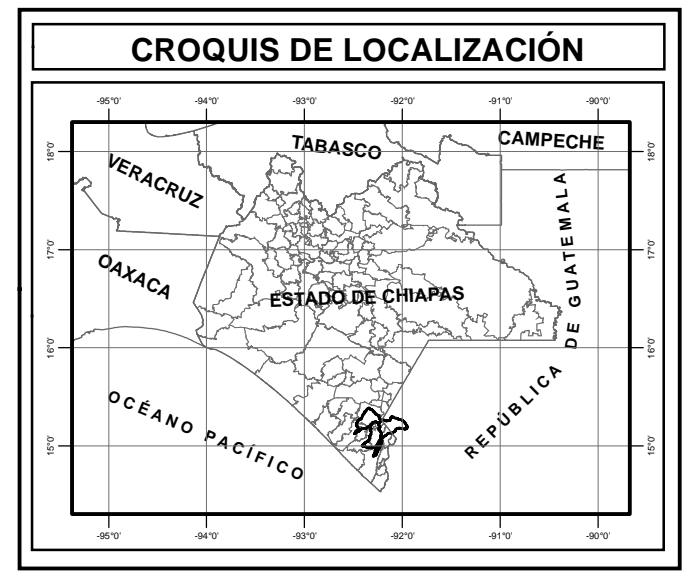 CROQUIS DE LOCALIZACIÓN
-95°0' -94°0' -93°0' -92°0' -91°0' -90°0'
TABASCO
CAMPECHE
18°0' 18°0'
VERACRUZ
17°0' 17°0'
OAXACA
ESTADO DE CHIAPAS
REPÚBLICA DE GUATEMALA
16°0' 16°0'
OCÉANO PACÍFICO
15°0' 15°0'
-95°0' -94°0' -93°0' -92°0' -91°0' -90°0'